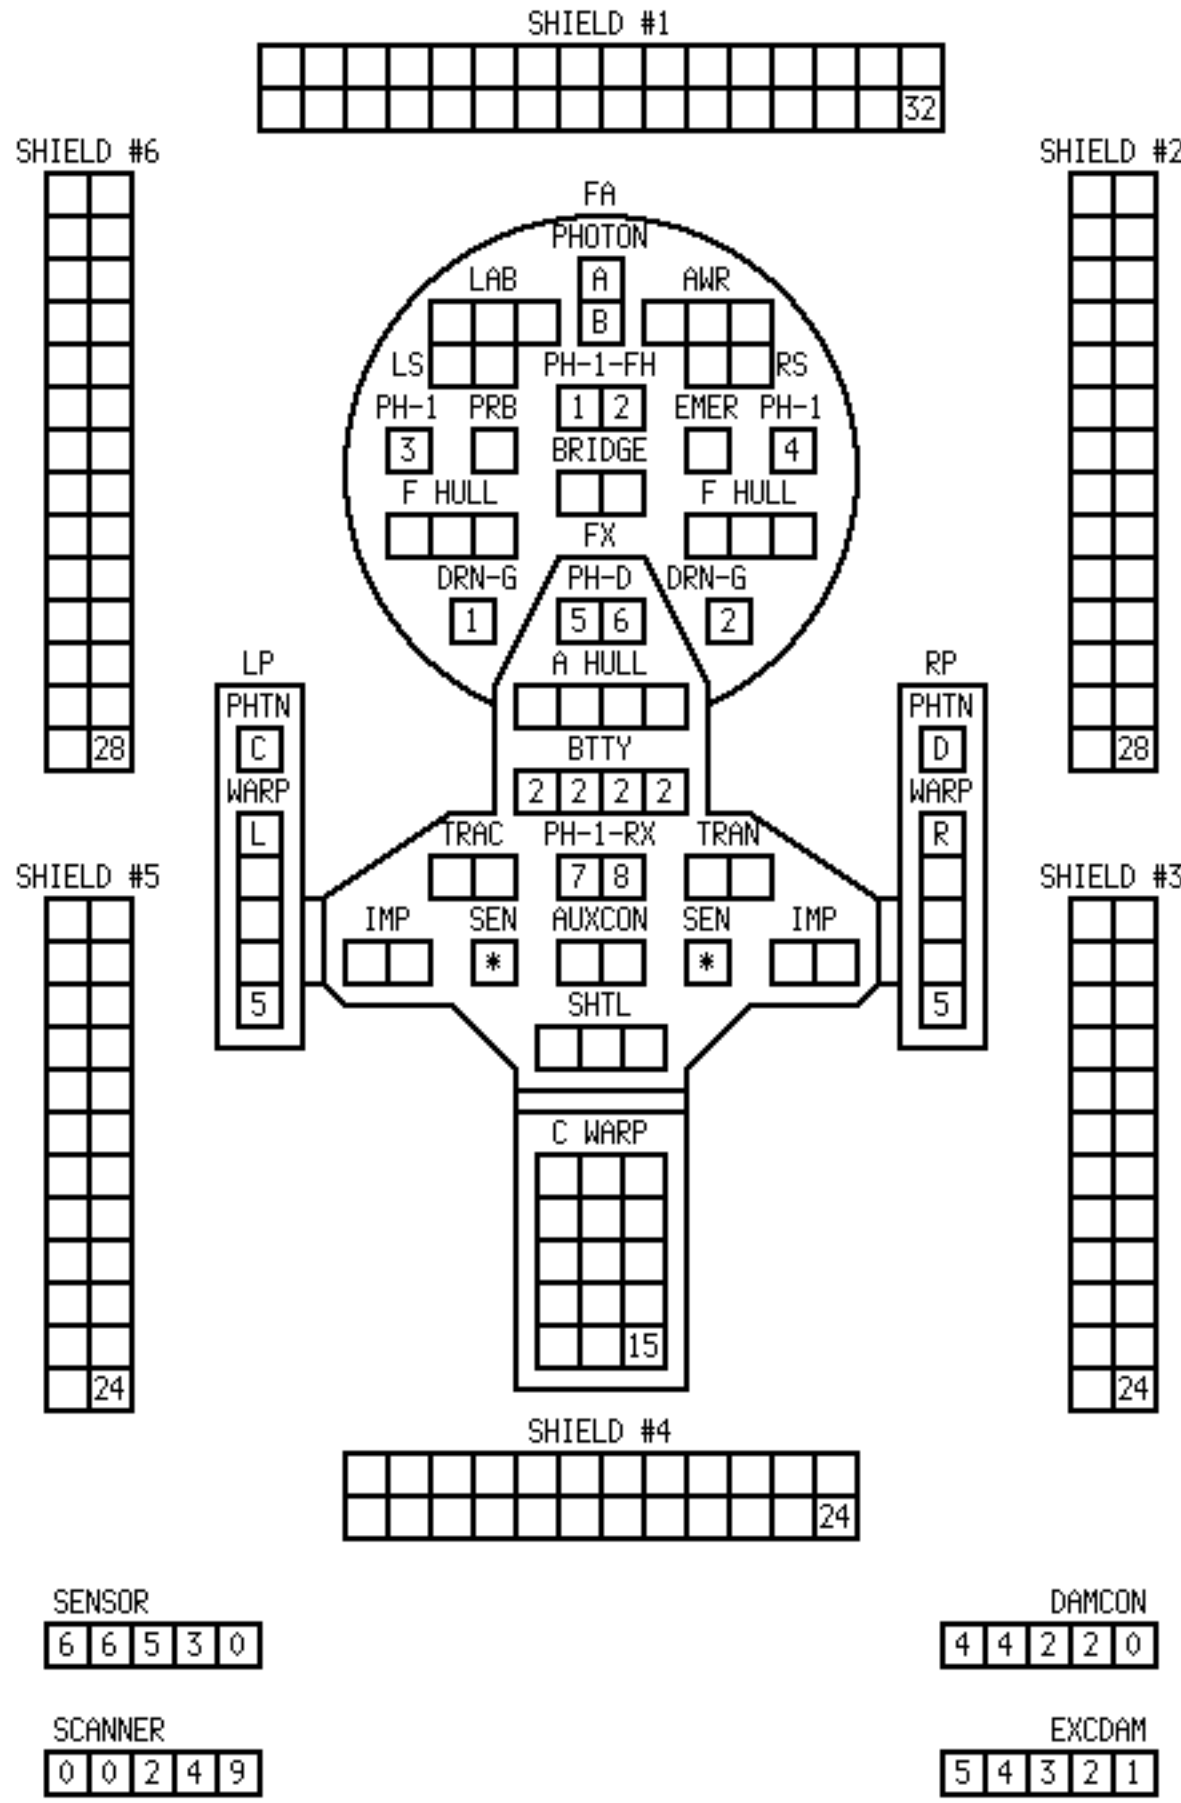 SHIELD #1
32
SHIELD #6
SHIELD #2
FA
PHOTON
LAB
A
AWR
B
LS
PH-1-FH
RS
PH-1
PRB
1 2
EMER
PH-1
3
BRIDGE
4
F HULL
F HULL
FX
DRN-G
PH-D
DRN-G
1
5 6
2
LP
A HULL
RP
PHTN
PHTN
28
C
BTTY
D
28
WARP
2 2 2 2
WARP
L
TRAC
PH-1-RX
TRAN
R
SHIELD #5
7 8
SHIELD #3
IMP
SEN
AUXCON
SEN
IMP
*
*
5
SHTL
5
C WARP
15
24
24
SHIELD #4
24
SENSOR
DAMCON
6 6 5 3 0
4 4 2 2 0
SCANNER
EXCDAM
0 0 2 4 9
5 4 3 2 1